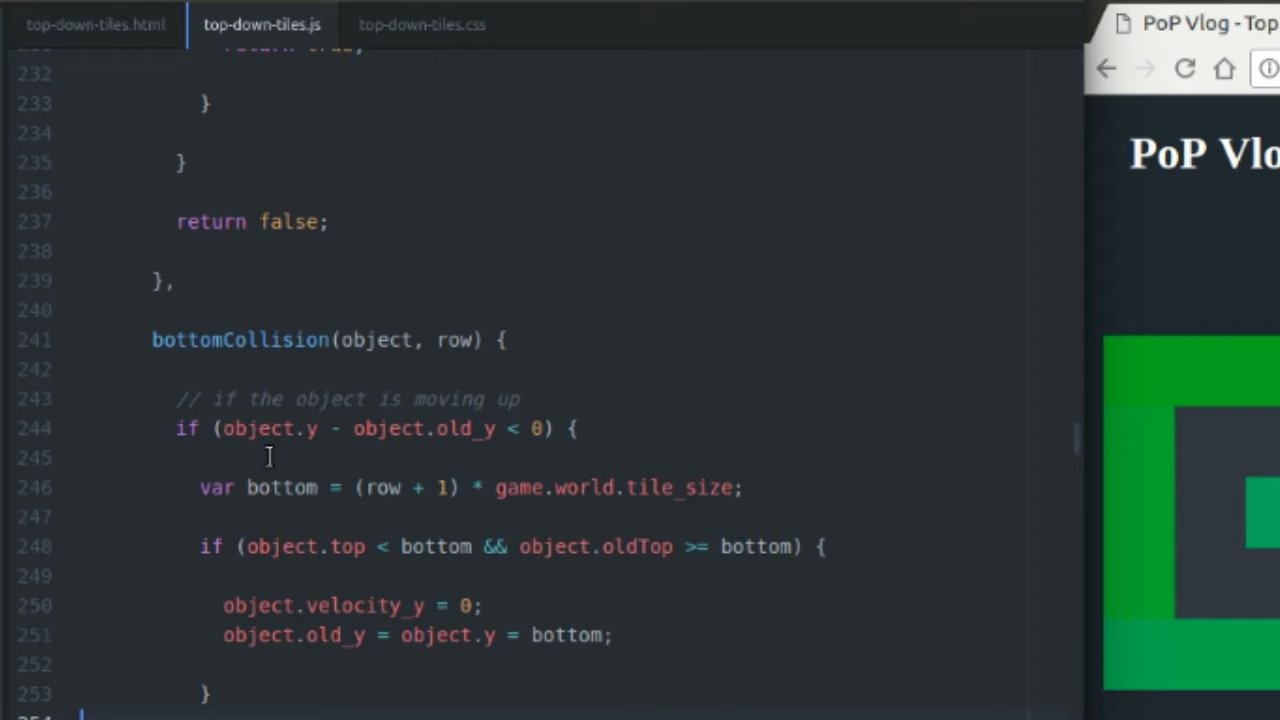 top-down-tiles.html top-down-tiles.js top-down-tiles.css
PoP Vlog - Top
return true;
232
233 }
234
235 }
236
237 return false;
238
239 },
240
241 bottomCollision(object, row) {
242
243 // if the object is moving up
244 if (object.y - object.old_y < 0) {
245
246 var bottom = (row + 1) * game.world.tile_size;
247
248 if (object.top < bottom && object.oldTop >= bottom) {
249
250 object.velocity_y = 0;
251 object.old_y = object.y = bottom;
252
253 }
PoP Vlo